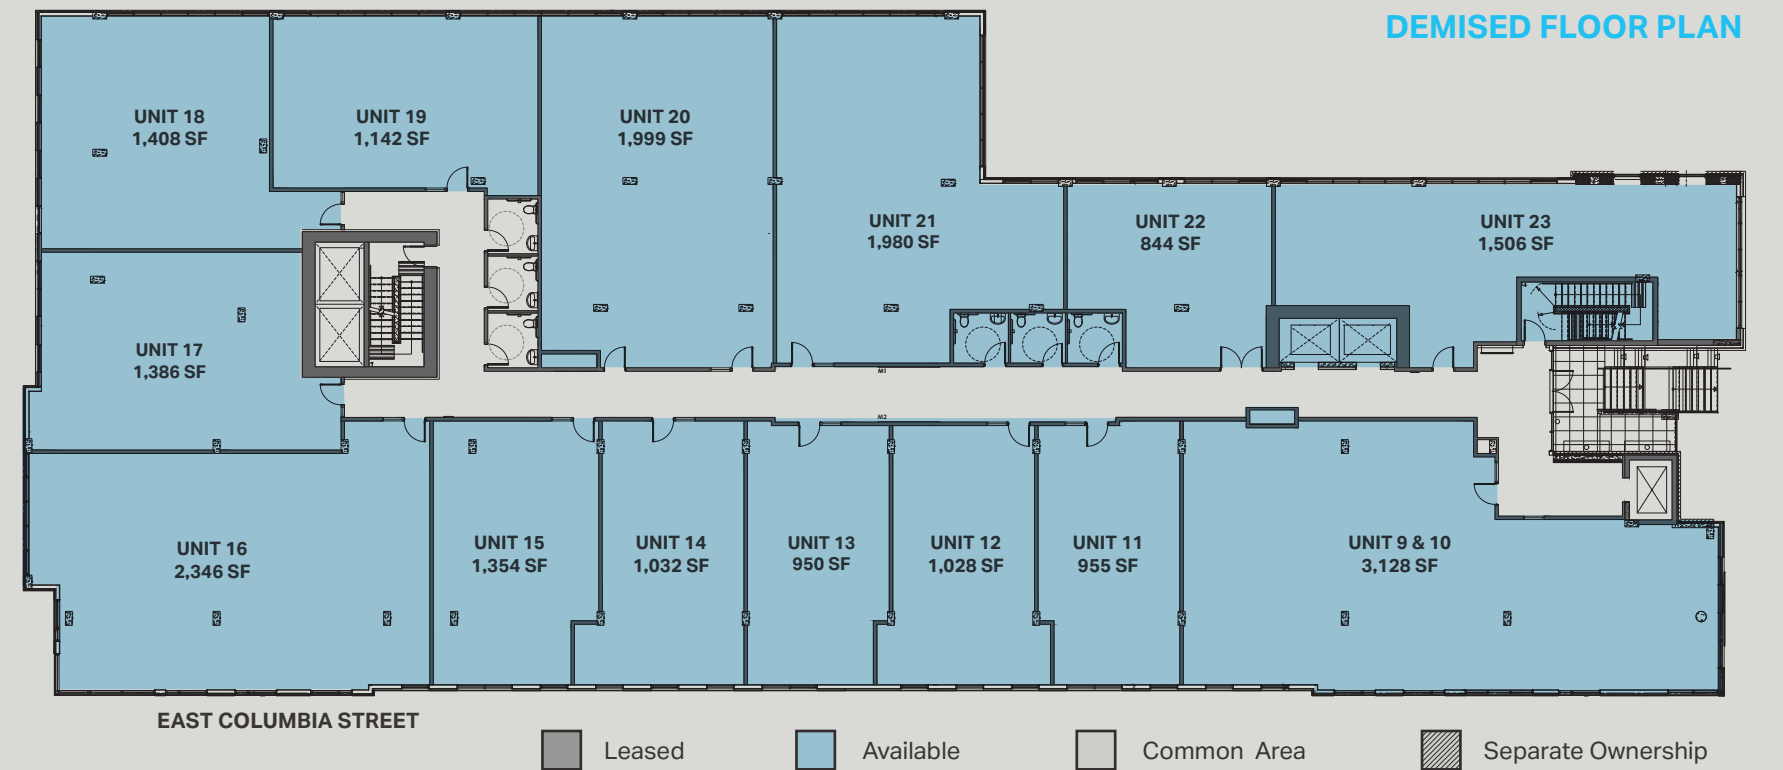 DEMISED FLOOR PLAN
UNIT 18
1,408 SF
UNIT 19
1,142 SF
UNIT 20
1,999 SF
UNIT 21
1,980 SF
UNIT 22
844 SF
UNIT 23
1,506 SF
UNIT 17
1,386 SF
M1
M2
UNIT 16
2,346 SF
UNIT 15
1,354 SF
UNIT 14
1,032 SF
UNIT 13
950 SF
UNIT 12
1,028 SF
UNIT 11
955 SF
UNIT 9 & 10
3,128 SF
EAST COLUMBIA STREET
Leased
Available
Common Area
Separate Ownership